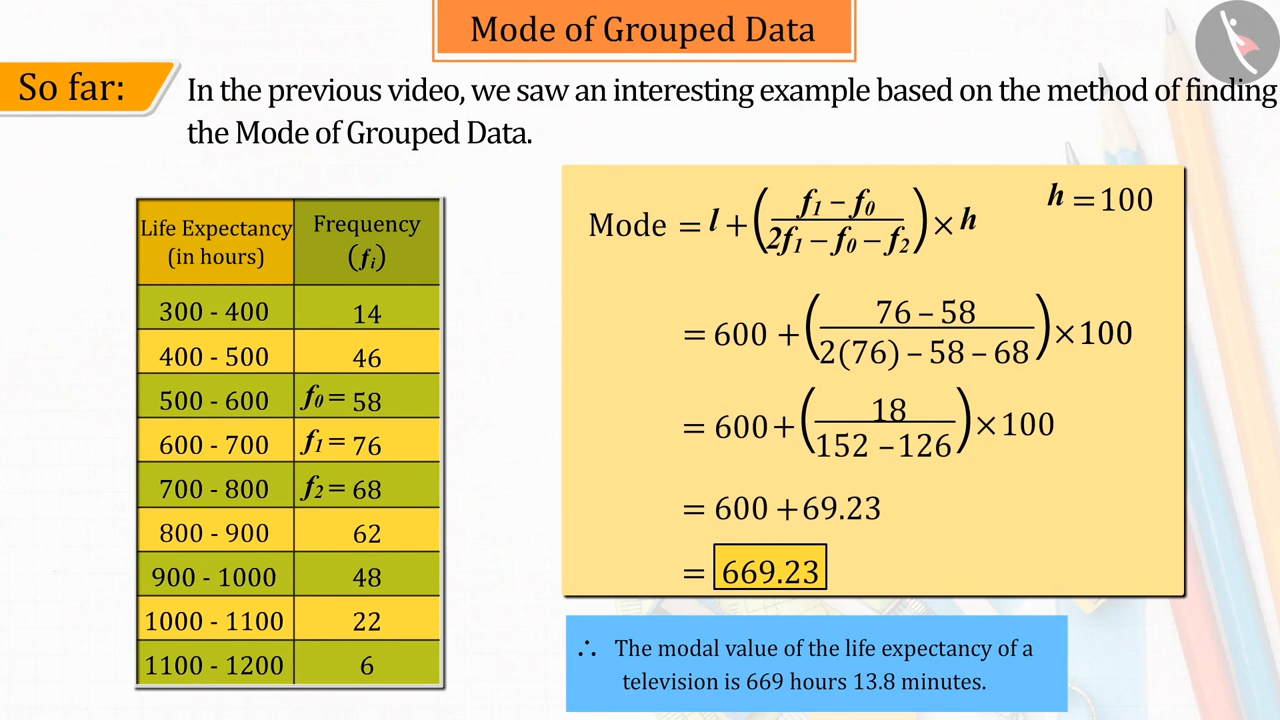 Mode of Grouped Data
So far:
In the previous video, we saw an interesting example based on the method of finding
the Mode of Grouped Data.
Life Expectancy (in hours) Frequency (fᵢ)
300 - 400 14
400 - 500 46
500 - 600 f₀ = 58
600 - 700 f₁ = 76
700 - 800 f₂ = 68
800 - 900 62
900 - 1000 48
1000 - 1100 22
1100 - 1200 6
Mode = l + ( (f₁ – f₀) / (2f₁ – f₀ – f₂) ) × h
h = 100
= 600 + ( (76 – 58) / (2(76) – 58 – 68) ) × 100
= 600 + ( 18 / (152 – 126) ) × 100
= 600 + 69.23
= 669.23
∴ The modal value of the life expectancy of a
television is 669 hours 13.8 minutes.